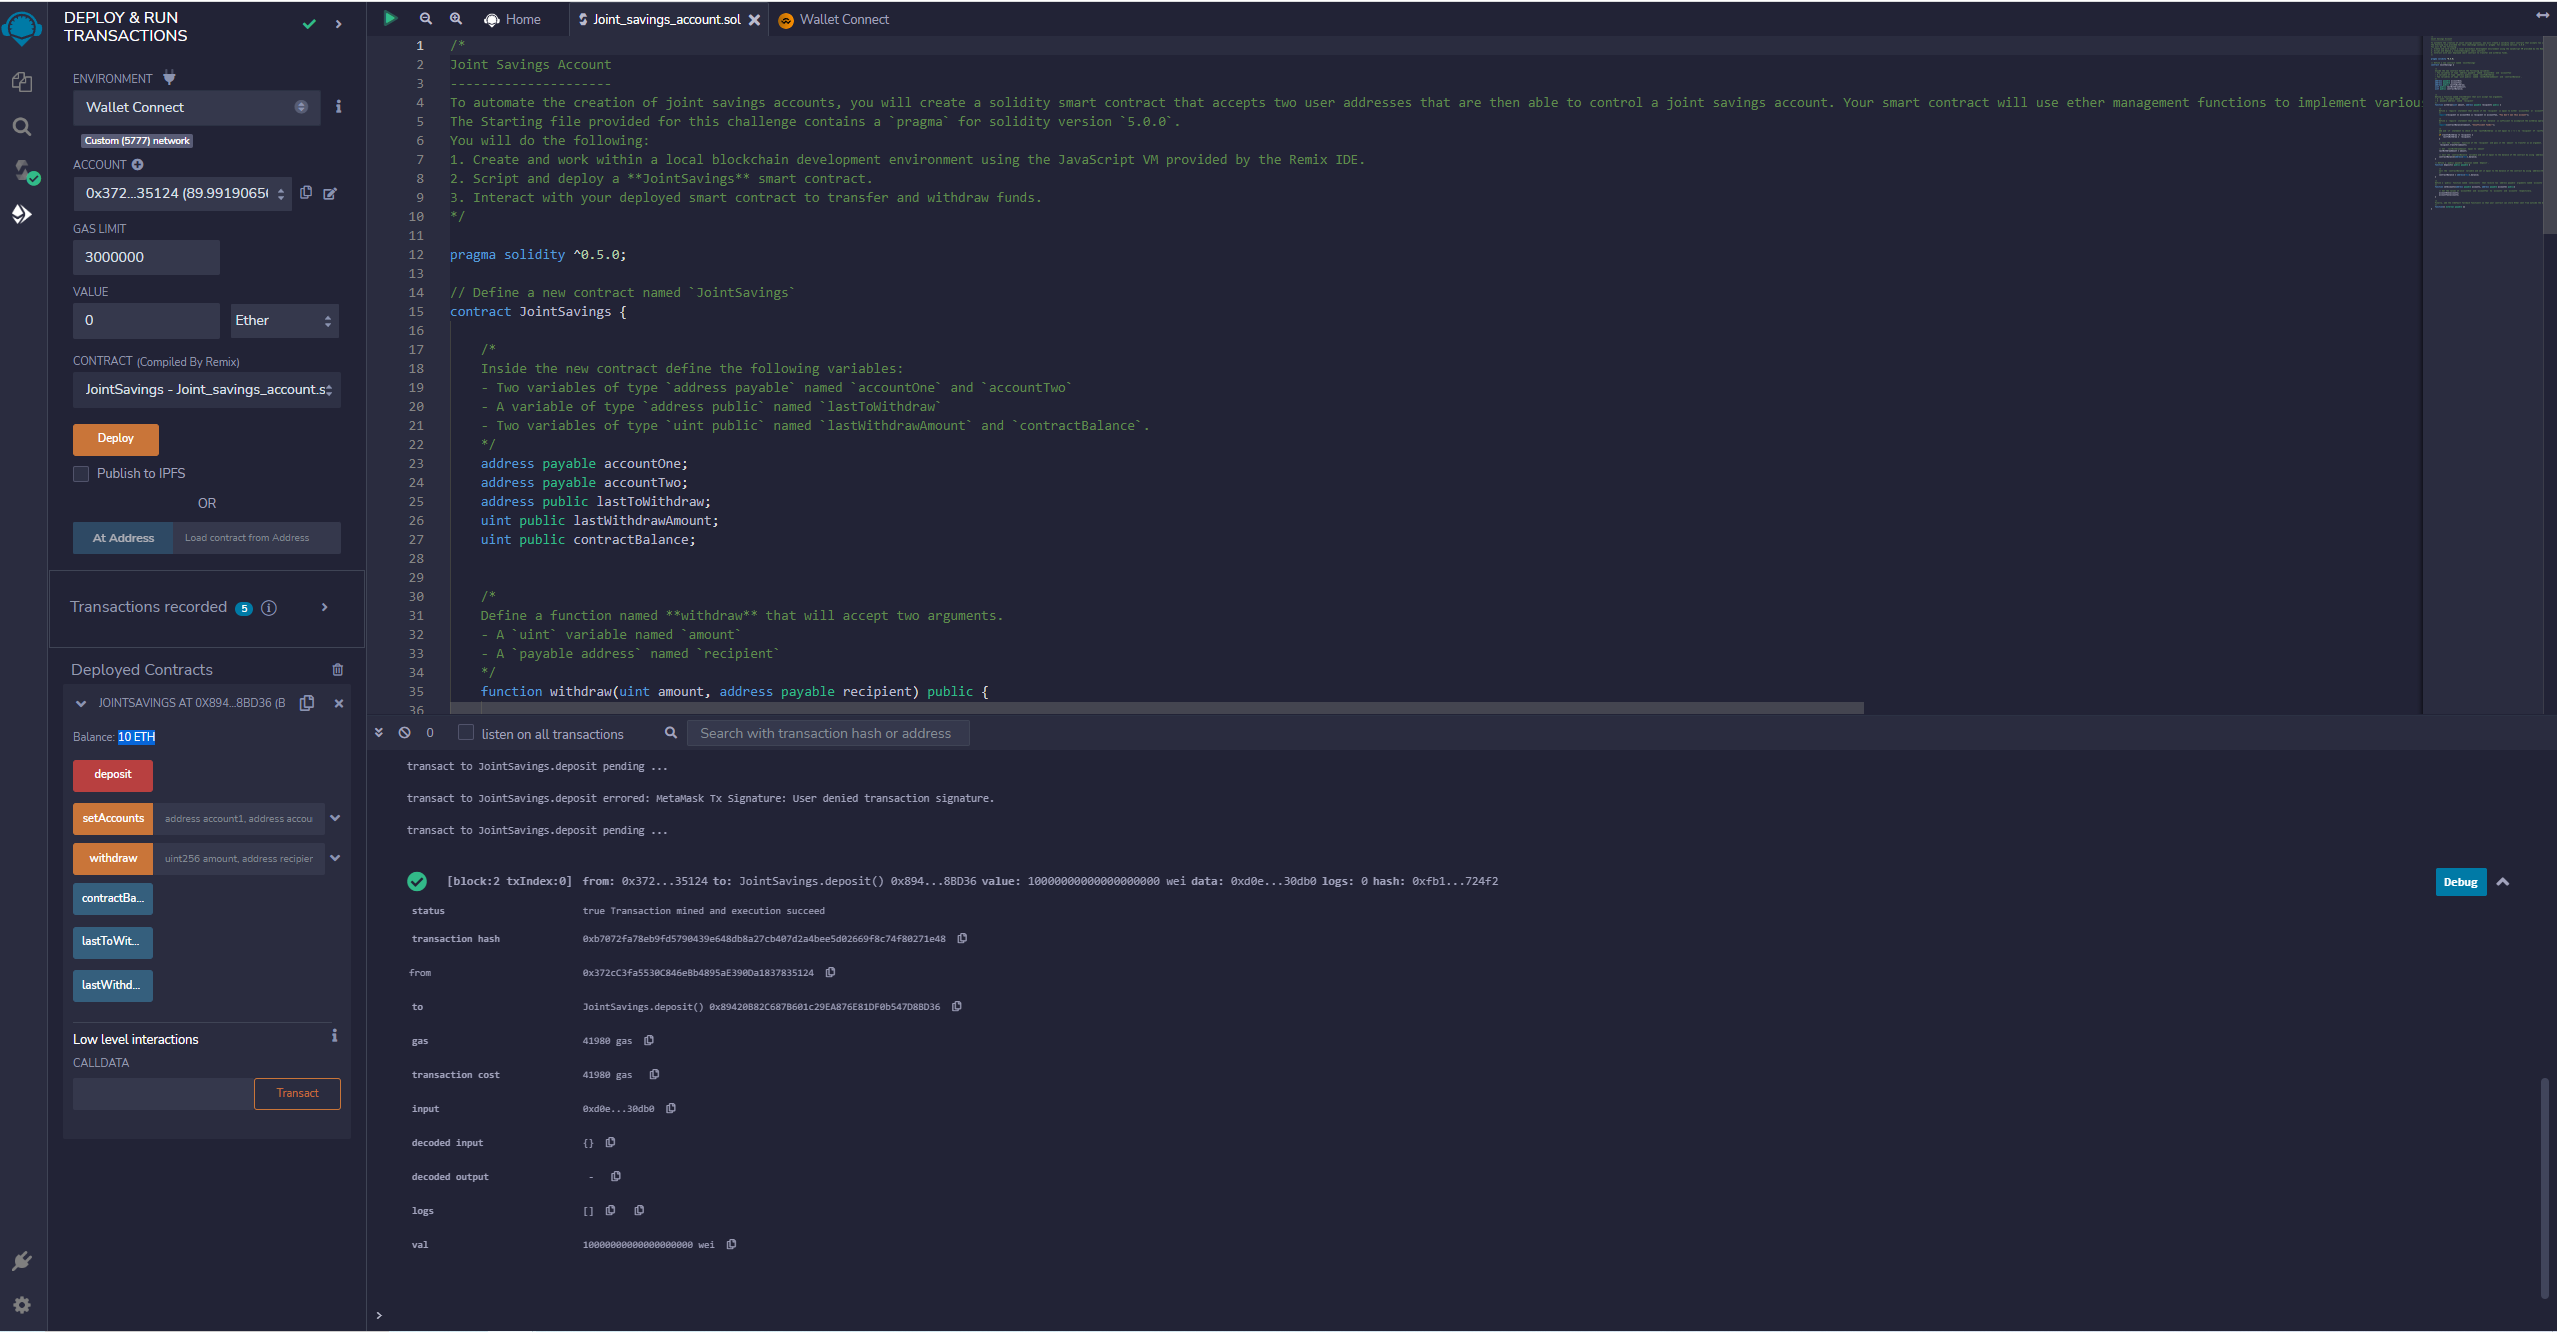 DEPLOY & RUN
TRANSACTIONS
ENVIRONMENT
Wallet Connect
Custom (5777) network
ACCOUNT
0x372...35124 (89.9919065
GAS LIMIT
3000000
VALUE
0
Ether
CONTRACT (Compiled By Remix)
JointSavings - Joint_savings_account.s
Deploy
Publish to IPFS
OR
At Address
Load contract from Address
Transactions recorded 5
Deployed Contracts
JOINTSAVINGS AT 0X894...8BD36 (B
Balance: 10 ETH
deposit
setAccounts
address account1, address accou
withdraw
uint256 amount, address recipier
contractBa...
lastToWit...
lastWithd...
Low level interactions
CALLDATA
Transact
Home
Joint_savings_account.sol
Wallet Connect
1 /*
2 Joint Savings Account
3 ---------------------
4 To automate the creation of joint savings accounts, you will create a solidity smart contract that accepts two user addresses that are then able to control a joint savings account. Your smart contract will use ether management functions to implement variou
5 The Starting file provided for this challenge contains a `pragma` for solidity version `5.0.0`.
6 You will do the following:
7 1. Create and work within a local blockchain development environment using the JavaScript VM provided by the Remix IDE.
8 2. Script and deploy a **JointSavings** smart contract.
9 3. Interact with your deployed smart contract to transfer and withdraw funds.
10 */
11
12 pragma solidity ^0.5.0;
13
14 // Define a new contract named `JointSavings`
15 contract JointSavings {
16
17 /*
18 Inside the new contract define the following variables:
19 - Two variables of type `address payable` named `accountOne` and `accountTwo`
20 - A variable of type `address public` named `lastToWithdraw`
21 - Two variables of type `uint public` named `lastWithdrawAmount` and `contractBalance`.
22 */
23 address payable accountOne;
24 address payable accountTwo;
25 address public lastToWithdraw;
26 uint public lastWithdrawAmount;
27 uint public contractBalance;
28
29
30 /*
31 Define a function named **withdraw** that will accept two arguments.
32 - A `uint` variable named `amount`
33 - A `payable address` named `recipient`
34 */
35 function withdraw(uint amount, address payable recipient) public {
36
0
listen on all transactions
Search with transaction hash or address
transact to JointSavings.deposit pending ...
transact to JointSavings.deposit errored: MetaMask Tx Signature: User denied transaction signature.
transact to JointSavings.deposit pending ...
[block:2 txIndex:0] from: 0x372...35124 to: JointSavings.deposit() 0x894...8BD36 value: 10000000000000000000 wei data: 0xd0e...30db0 logs: 0 hash: 0xfb1...724f2
Debug
status true Transaction mined and execution succeed
transaction hash 0xb7072fa78eb9fd5790439e648db8a27cb407d2a4bee5d02669f8c74f80271e48
from 0x372cC3fa5530C846eBb4895aE390Da1837835124
to JointSavings.deposit() 0x89420B82C687B601c29EA876E81DF0b547D8BD36
gas 41980 gas
transaction cost 41980 gas
input 0xd0e...30db0
decoded input {}
decoded output -
logs []
val 10000000000000000000 wei
>